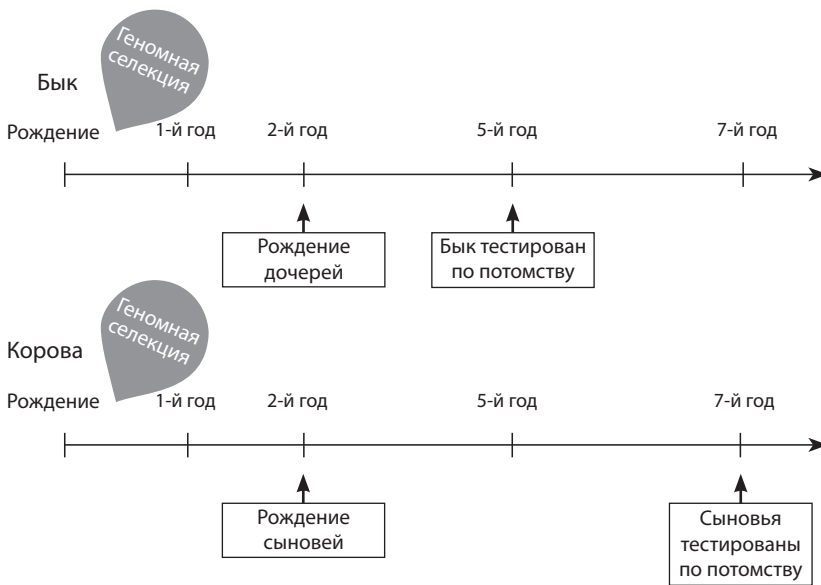 Геномная
селекция
Бык
Рождение 1-й год 2-й год 5-й год 7-й год
Рождение
дочерей
Бык тестирован
по потомству
Геномная
селекция
Корова
Рождение 1-й год 2-й год 5-й год 7-й год
Рождение
сыновей
Сыновья
тестированы
по потомству